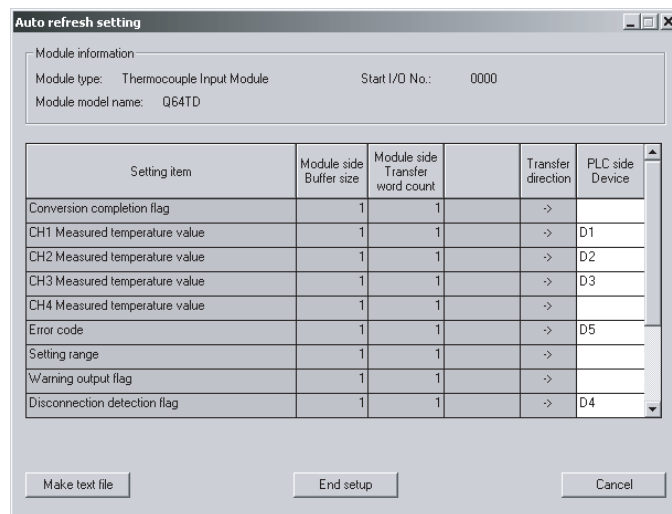 Auto refresh setting
Module information
Module type: Thermocouple Input Module Start I/O No.: 0000
Module model name: Q64TD
Setting item Module side Buffer size Module side Transfer word count Transfer direction PLC side Device
Conversion completion flag 1 1 ->
CH1 Measured temperature value 1 1 -> D1
CH2 Measured temperature value 1 1 -> D2
CH3 Measured temperature value 1 1 -> D3
CH4 Measured temperature value 1 1 ->
Error code 1 1 -> D5
Setting range 1 1 ->
Warning output flag 1 1 ->
Disconnection detection flag 1 1 -> D4
Make text file End setup Cancel